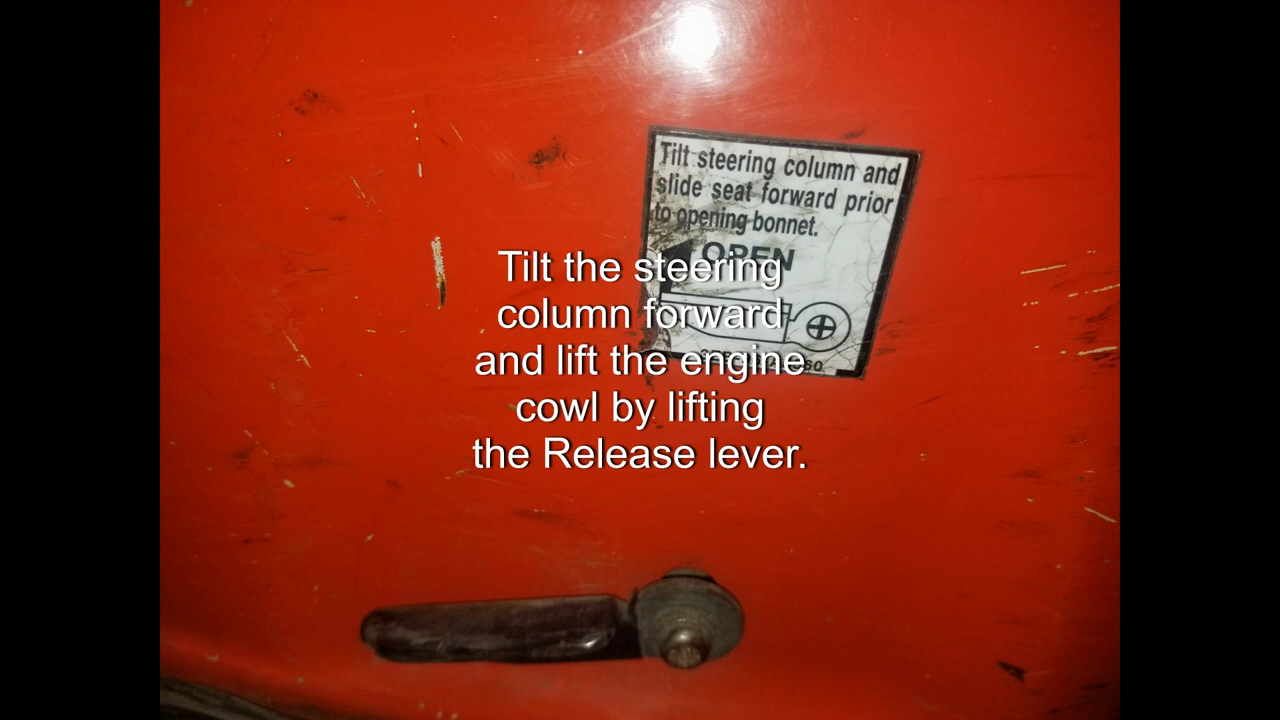 Tilt steering column and
slide seat forward prior
to opening bonnet.
OPEN
Tilt the steering
column forward
and lift the engine
cowl by lifting
the Release lever.